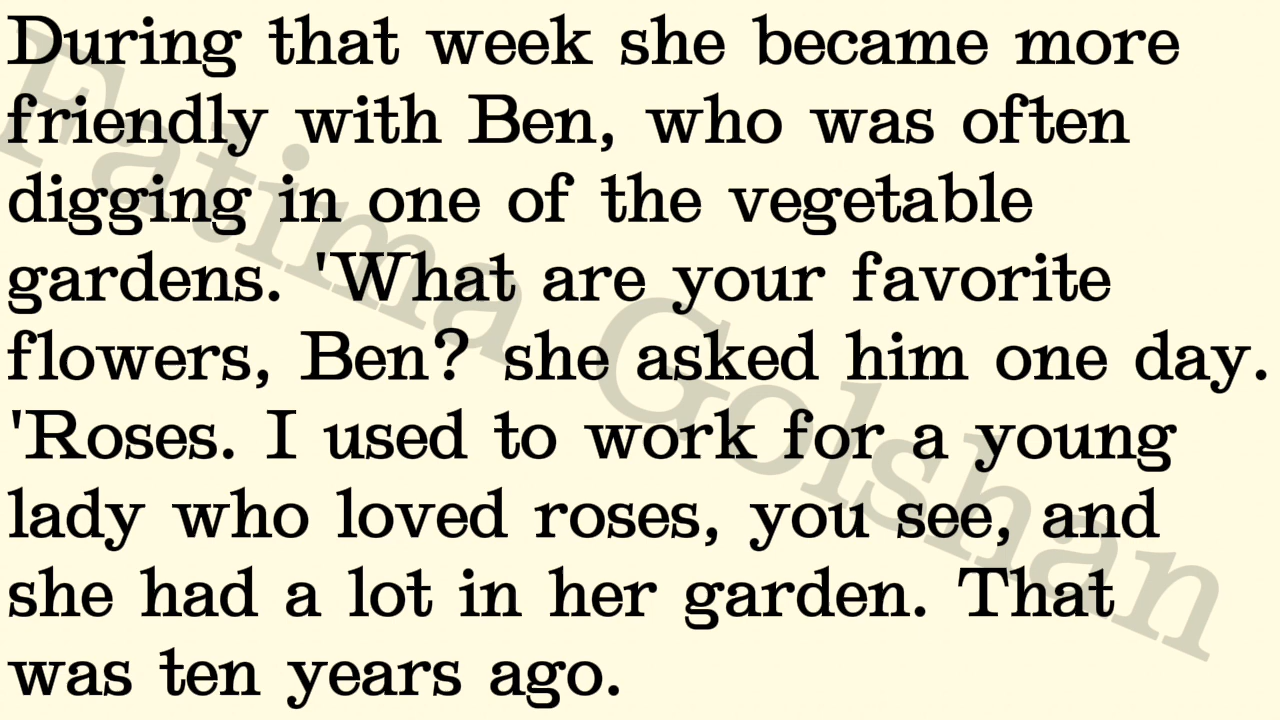 During that week she became more
friendly with Ben, who was often
digging in one of the vegetable
gardens. 'What are your favorite
flowers, Ben? she asked him one day.
'Roses. I used to work for a young
lady who loved roses, you see, and
she had a lot in her garden. That
was ten years ago.
Fatima Golshan